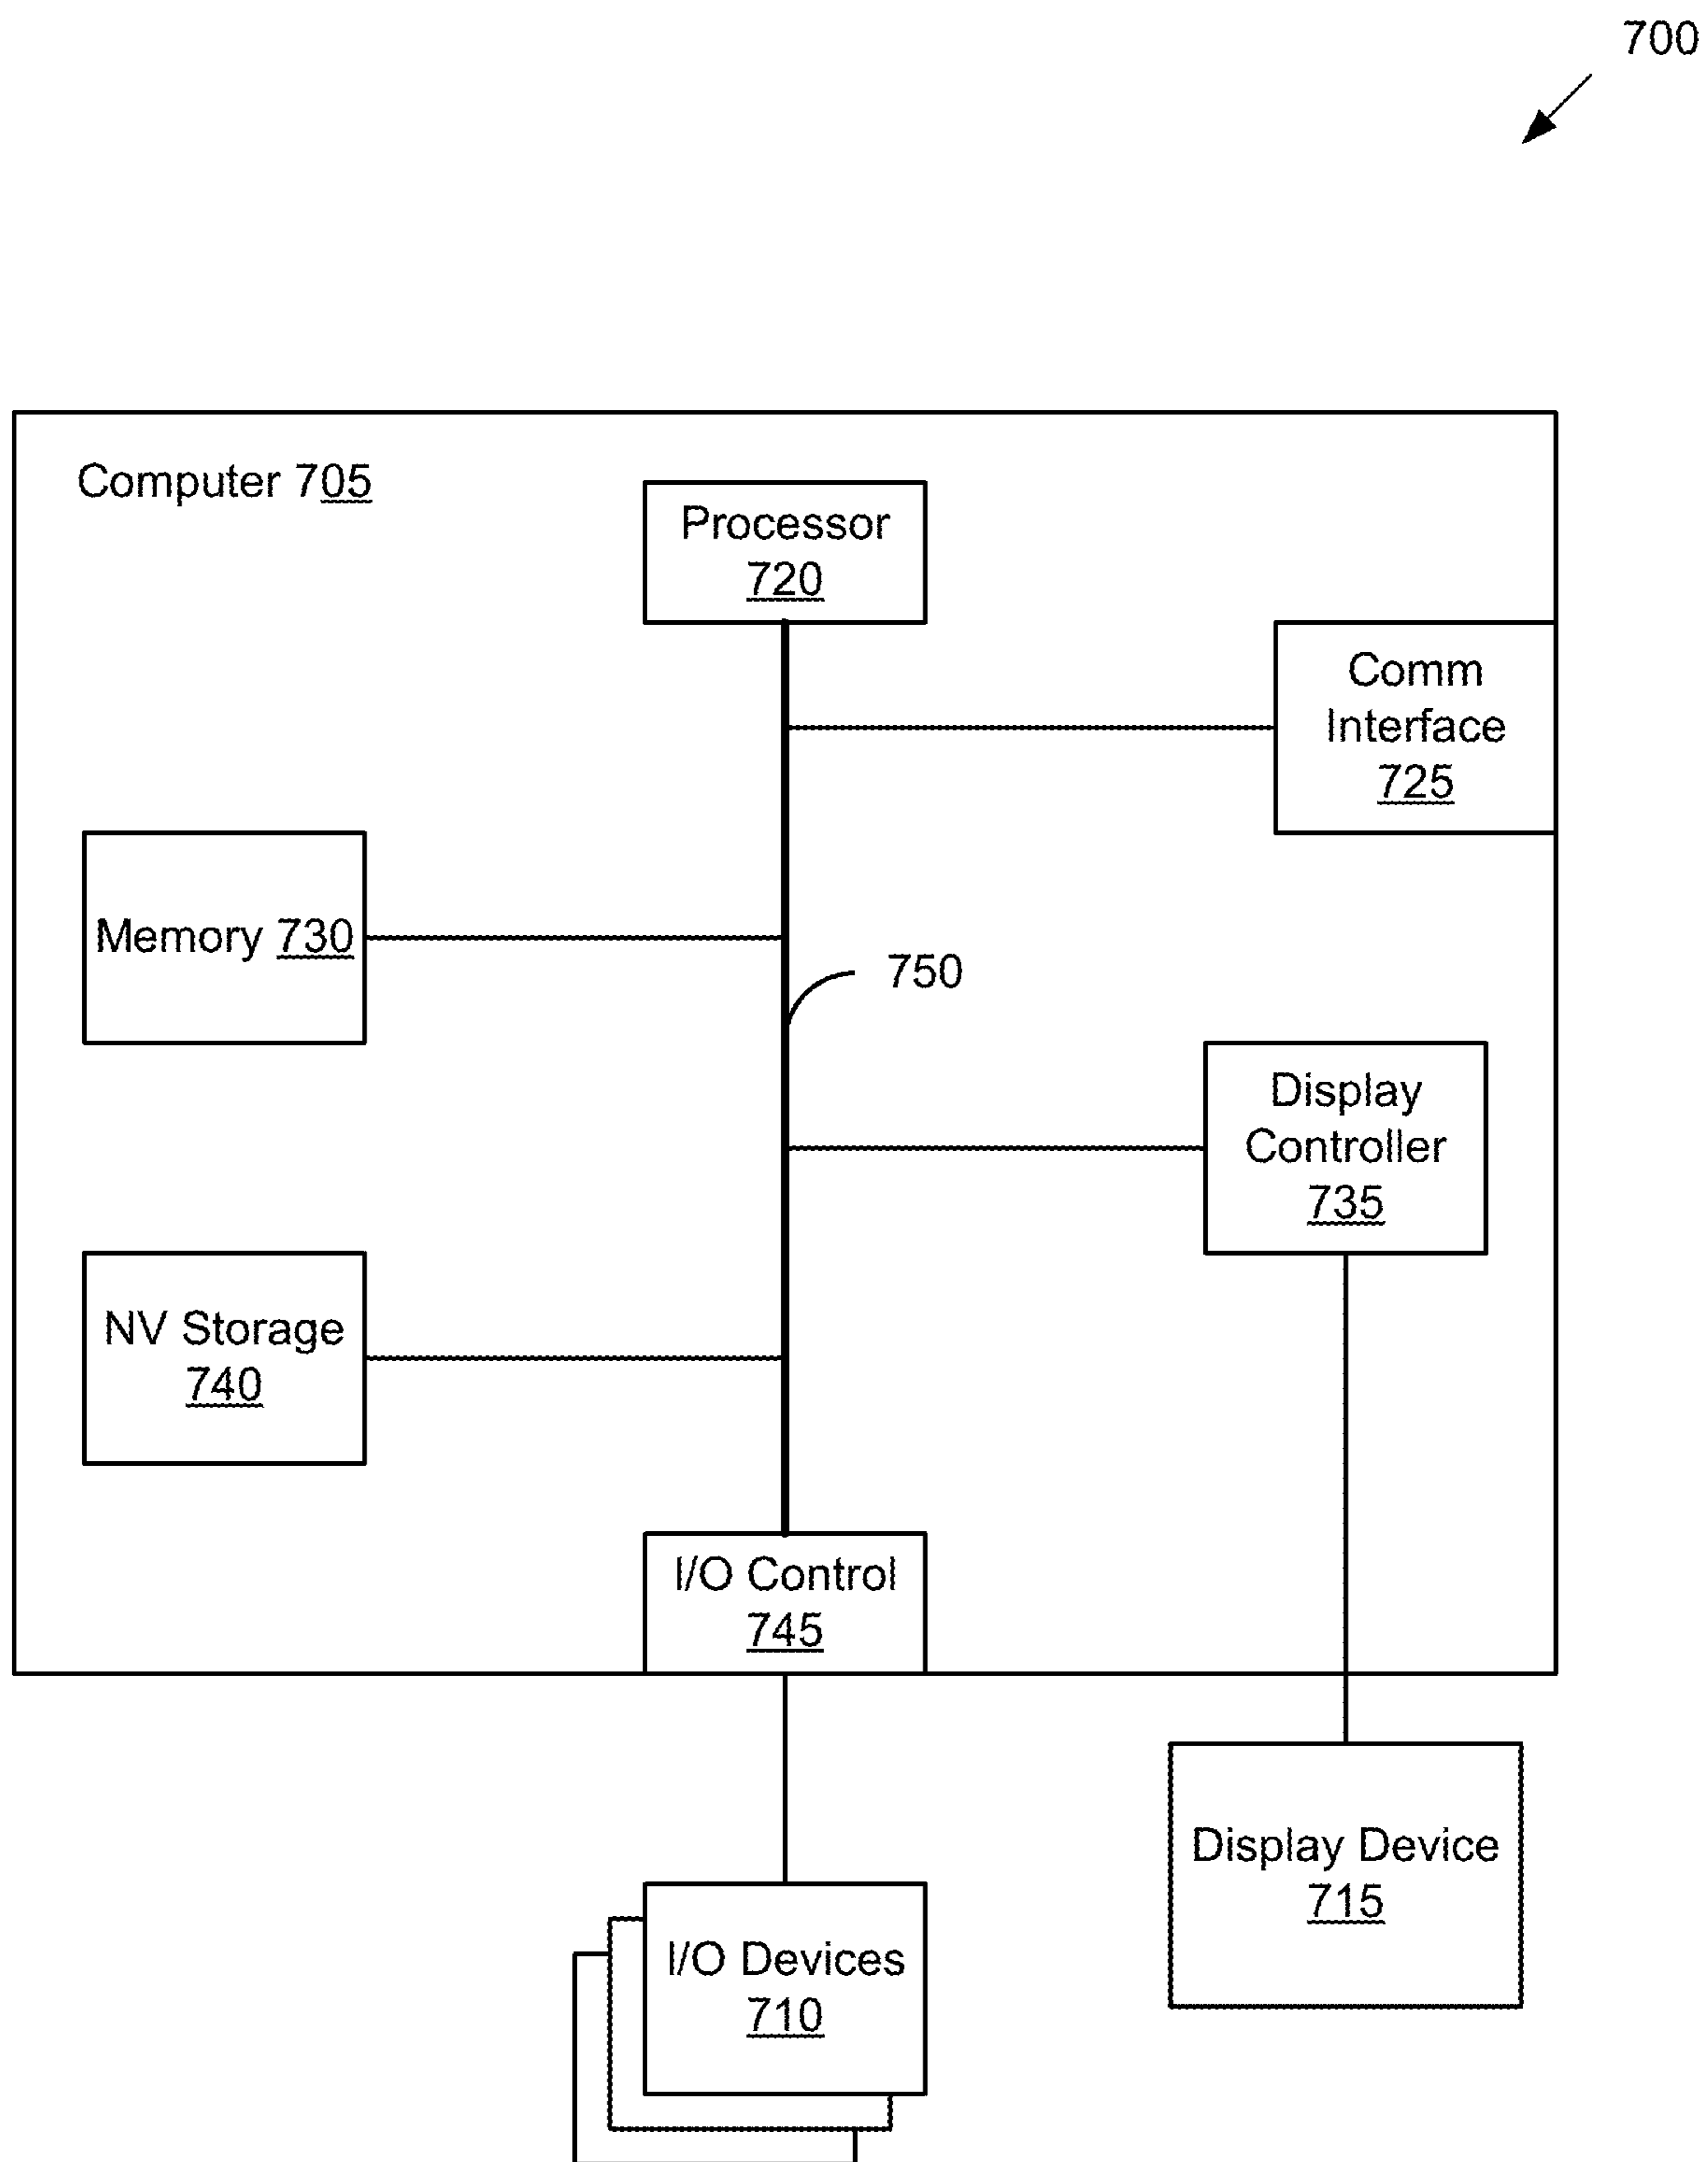 700
Computer 705
Processor
720
Comm
Interface
725
Memory 730
750
Display
Controller
735
NV Storage
740
I/O Control
745
Display Device
715
I/O Devices
710